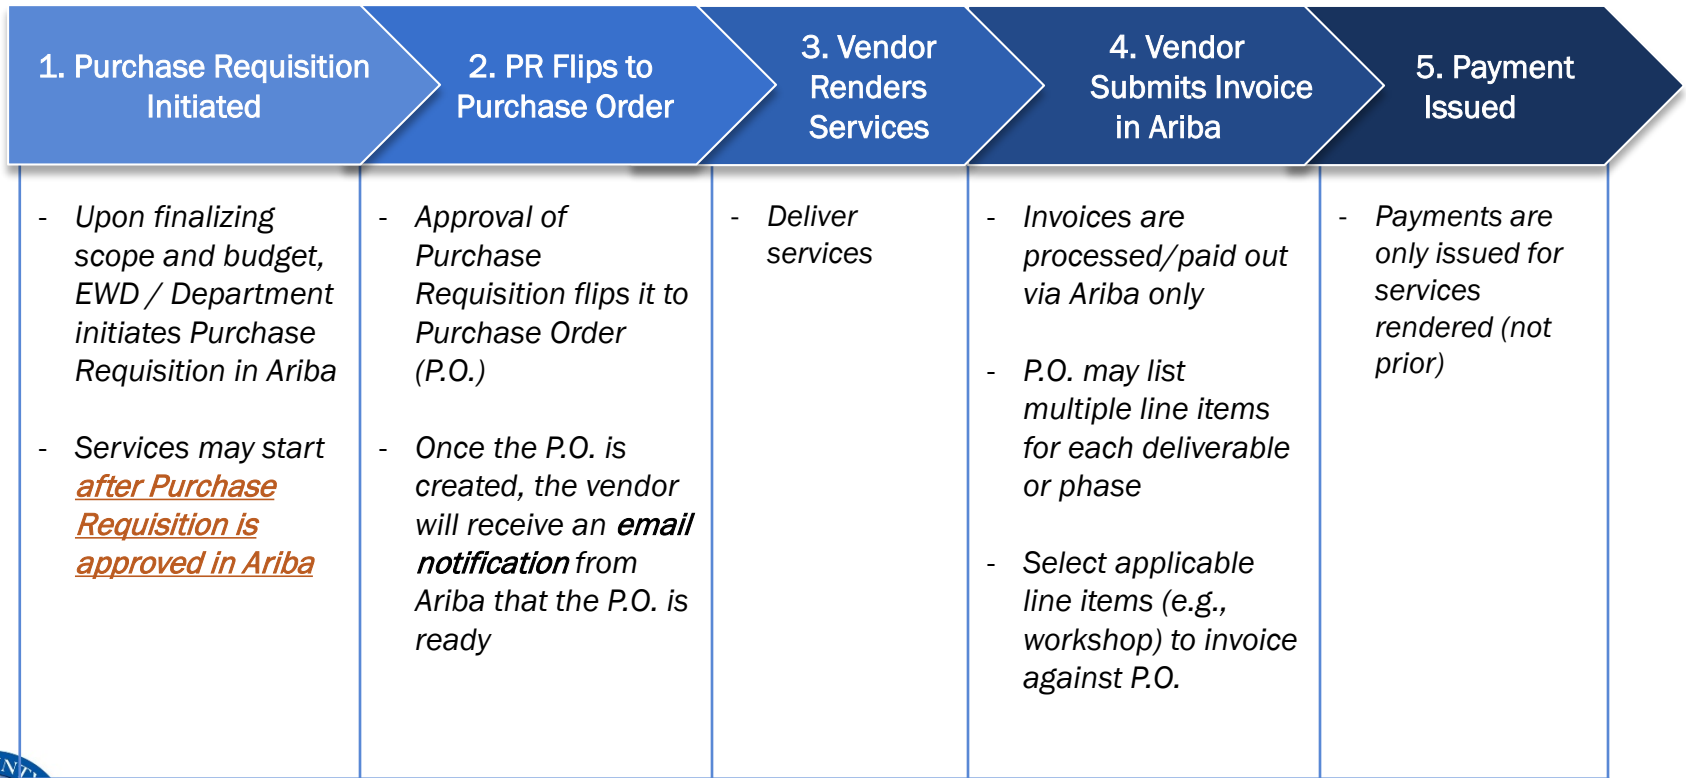 1. Purchase Requisition
Initiated
2. PR Flips to
Purchase Order
3. Vendor
Renders
Services
4. Vendor
Submits Invoice
in Ariba
5. Payment
Issued
- Upon finalizing
scope and budget,
EWD / Department
initiates Purchase
Requisition in Ariba
- Services may start
after Purchase
Requisition is
approved in Ariba
- Approval of
Purchase
Requisition flips it to
Purchase Order
(P.O.)
- Once the P.O. is
created, the vendor
will receive an email
notification from
Ariba that the P.O. is
ready
- Deliver
services
- Invoices are
processed/paid out
via Ariba only
- P.O. may list
multiple line items
for each deliverable
or phase
- Select applicable
line items (e.g.,
workshop) to invoice
against P.O.
- Payments are
only issued for
services
rendered (not
prior)